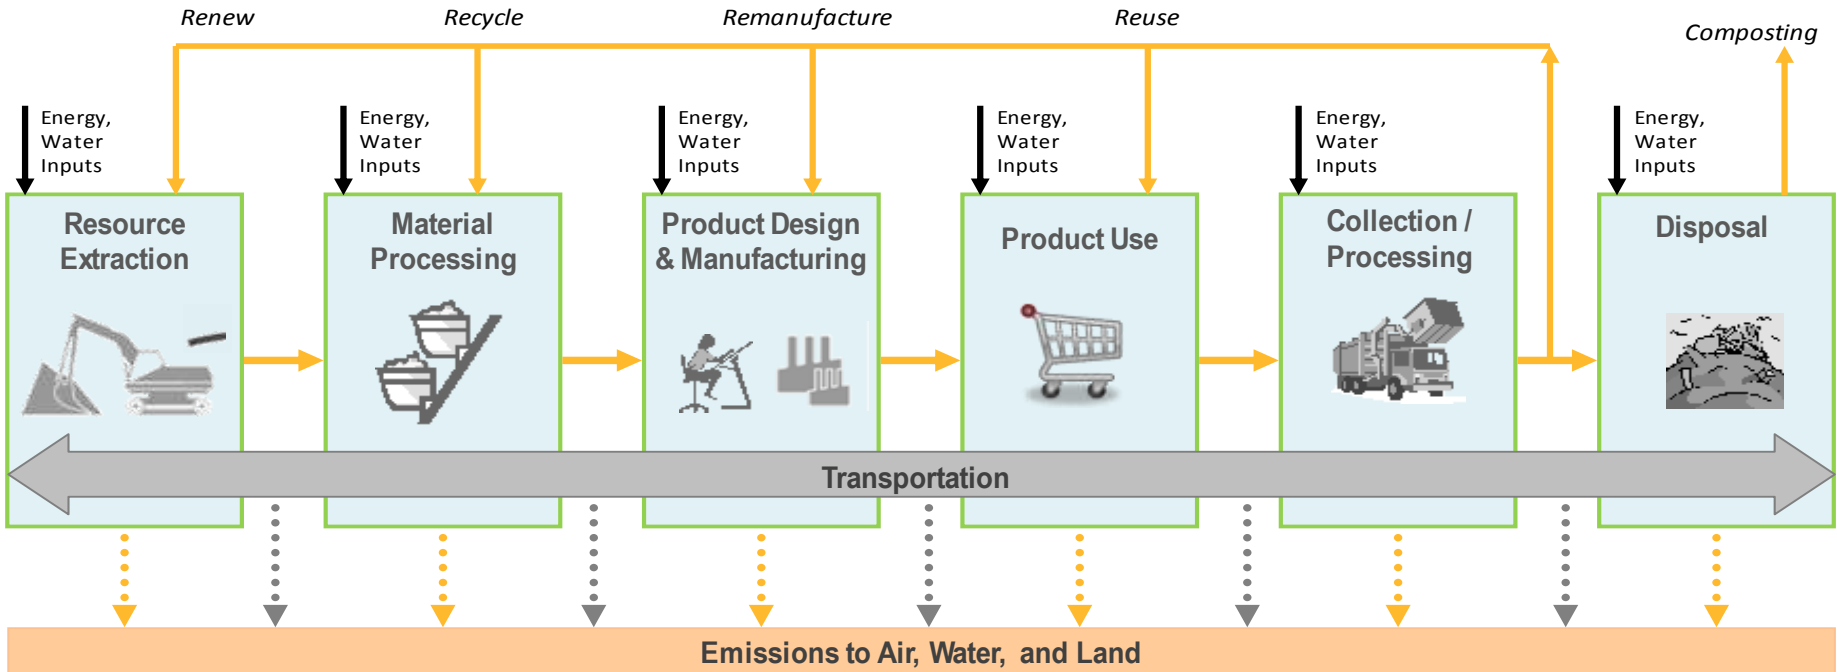 Renew
Recycle
Remanufacture
Reuse
Composting
Energy,
Water
Inputs
Energy,
Water
Inputs
Energy,
Water
Inputs
Energy,
Water
Inputs
Energy,
Water
Inputs
Energy,
Water
Inputs
Resource
Extraction
Material
Processing
Product Design
& Manufacturing
Product Use
Collection /
Processing
Disposal
Transportation
Emissions to Air, Water, and Land